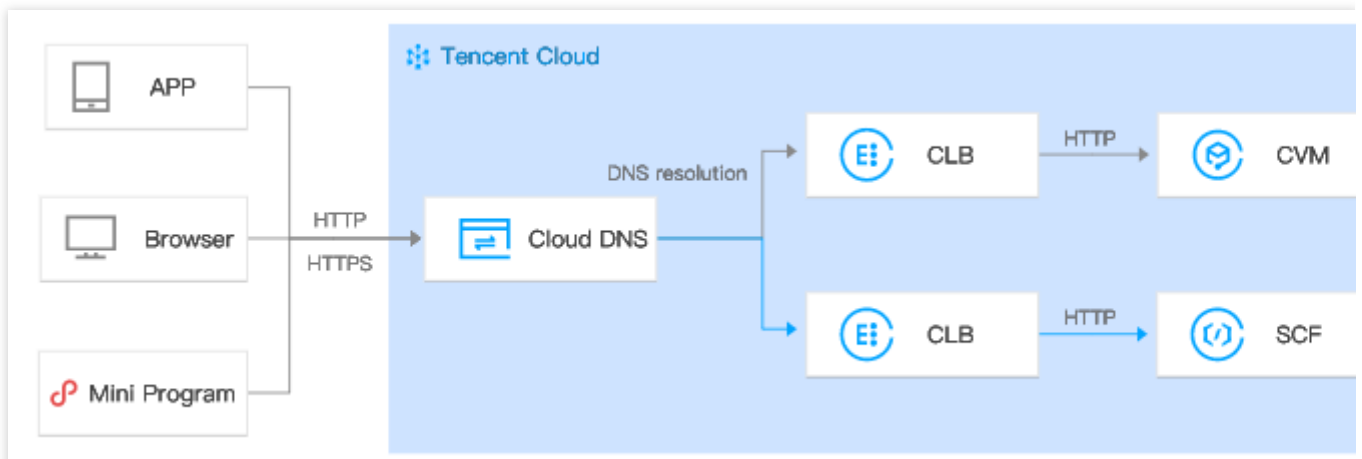 Tencent Cloud
APP
HTTP
CLB
CVM
DNS resolution
HTTP
Browser
Cloud DNS
HTTPS
HTTP
CLB
SCF
Mini Program